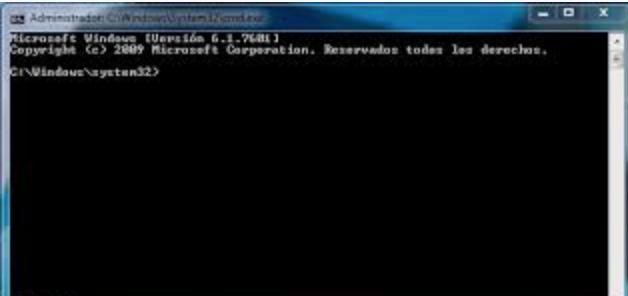 Administrador: C:\Windows\System32\cmd.exe
Microsoft Windows [Versión 6.1.7601]
Copyright (c) 2009 Microsoft Corporation. Reservados todos los derechos.
C:\Windows\system32>